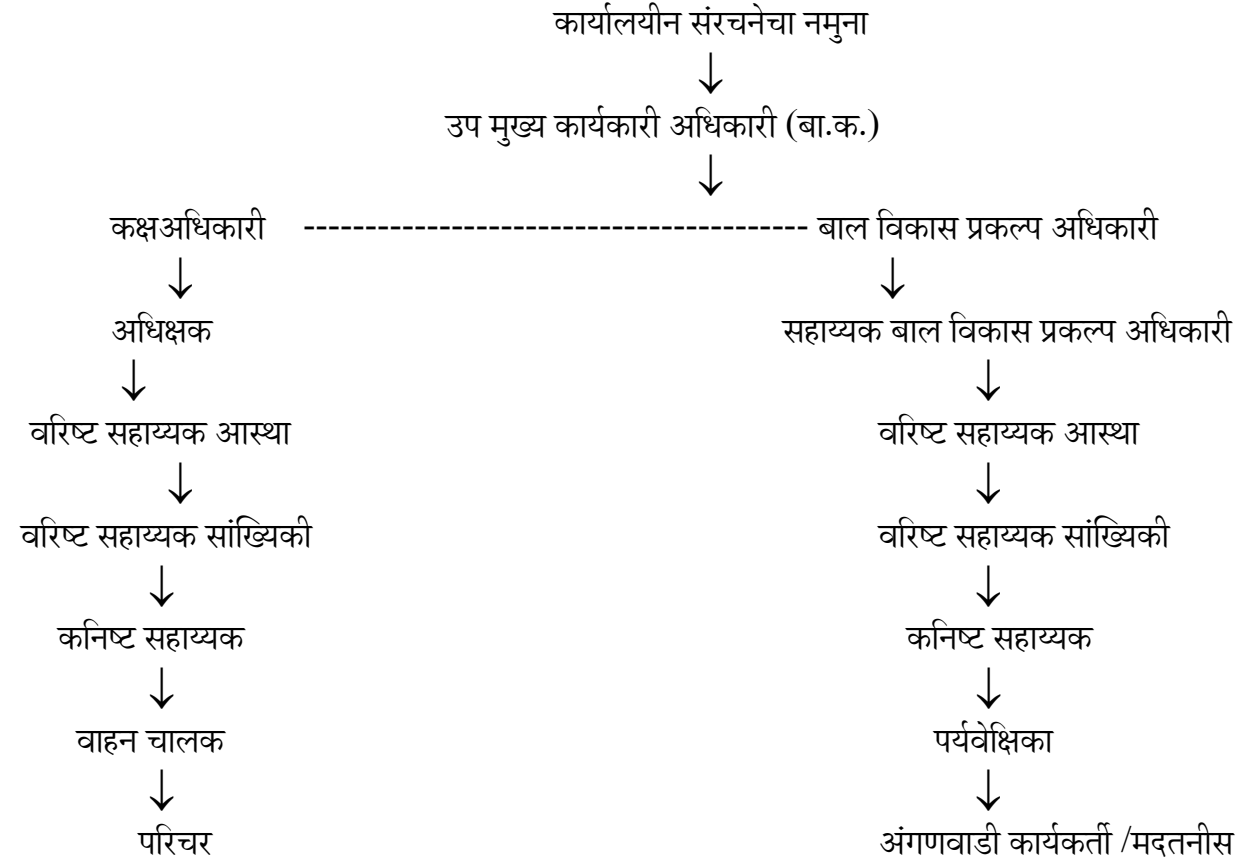 कार्यालयीन संरचनेचा नमुना
↓
उप मुख्य कार्यकारी अधिकारी (बा.क.)
↓
कक्षअधिकारी ----------------------------------------- बाल विकास प्रकल्प अधिकारी
↓ ↓
अधिक्षक सहाय्यक बाल विकास प्रकल्प अधिकारी
↓ ↓
वरिष्ट सहाय्यक आस्था वरिष्ट सहाय्यक आस्था
↓ ↓
वरिष्ट सहाय्यक सांख्यिकी वरिष्ट सहाय्यक सांख्यिकी
↓ ↓
कनिष्ट सहाय्यक कनिष्ट सहाय्यक
↓ ↓
वाहन चालक पर्यवेक्षिका
↓ ↓
परिचर अंगणवाडी कार्यकर्ती /मदतनीस